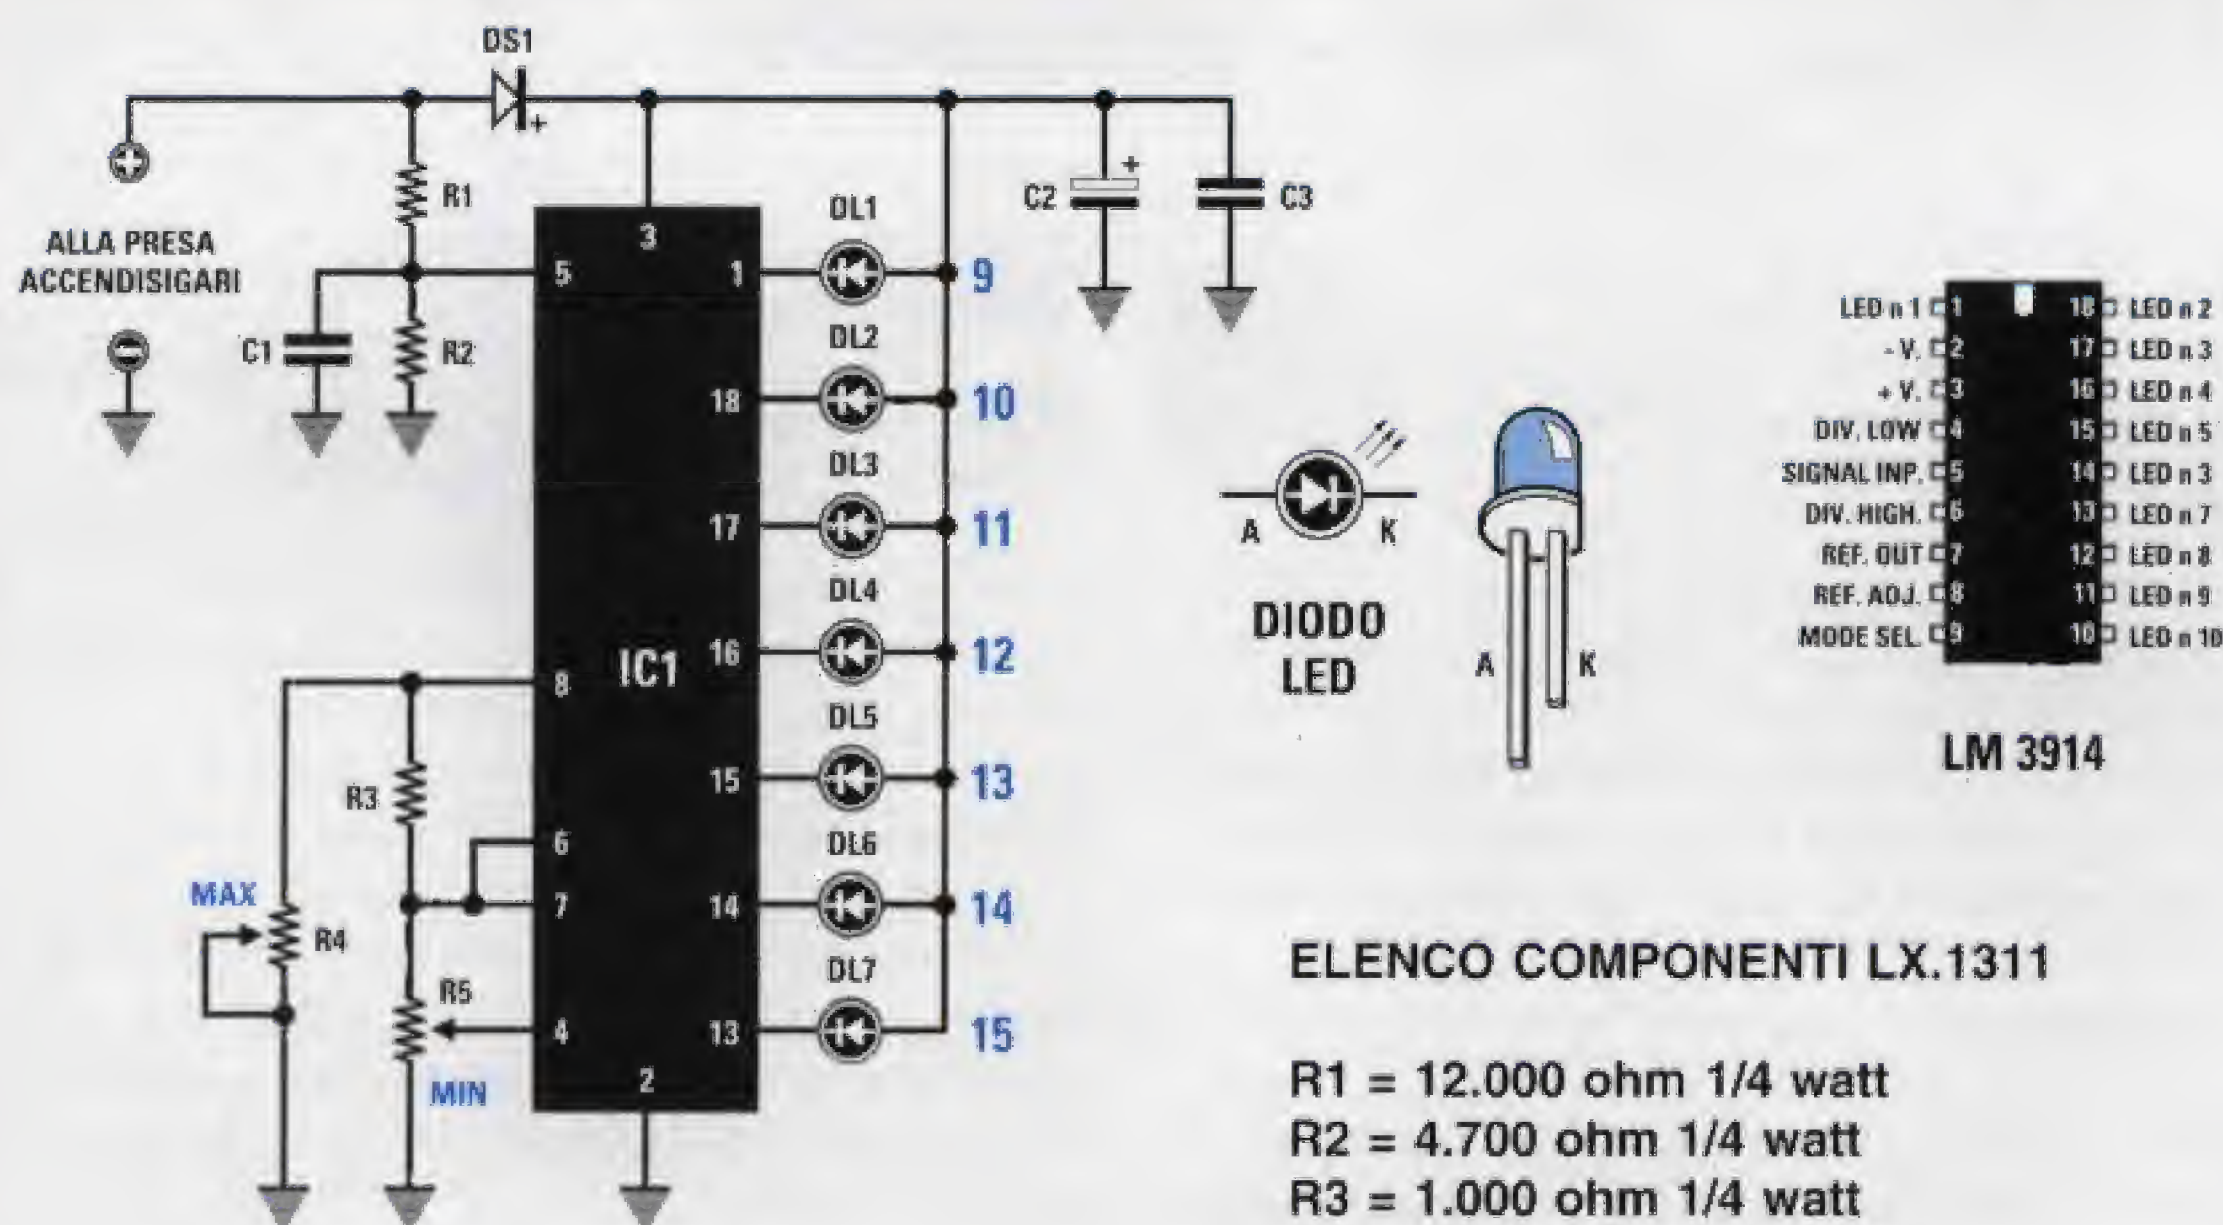 DS1
+
R1
ALLA PRESA
ACCENDISIGARI
C1
R2
3
5
1
DL1
9
DL2
18
10
DL3
17
11
DL4
16
12
IC1
8
DL5
15
13
R3
6
DL6
7
14
14
MAX
R4
R5
DL7
4
13
15
MIN
2
C2
+
C3
A
K
DIODO
LED
A
K
LED n 1 1
- V. 2
+ V. 3
DIV. LOW 4
SIGNAL INP. 5
DIV. HIGH. 6
REF. OUT 7
REF. ADJ. 8
MODE SEL. 9
18 LED n 2
17 LED n 3
16 LED n 4
15 LED n 5
14 LED n 3
13 LED n 7
12 LED n 8
11 LED n 9
10 LED n 10
LM 3914
ELENCO COMPONENTI LX.1311
R1 = 12.000 ohm 1/4 watt
R2 = 4.700 ohm 1/4 watt
R3 = 1.000 ohm 1/4 watt